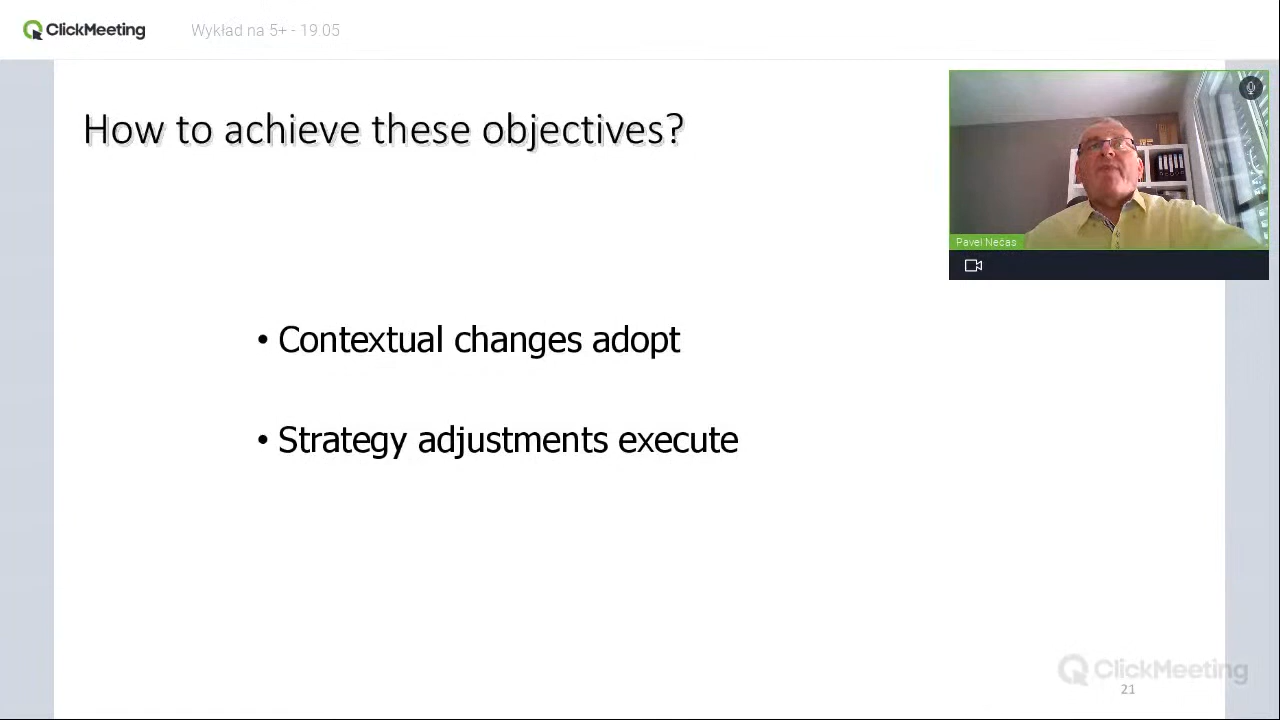 ClickMeeting
Wykład na 5+ - 19.05
How to achieve these objectives?
Pavel Nečas
• Contextual changes adopt
• Strategy adjustments execute
ClickMeeting
21